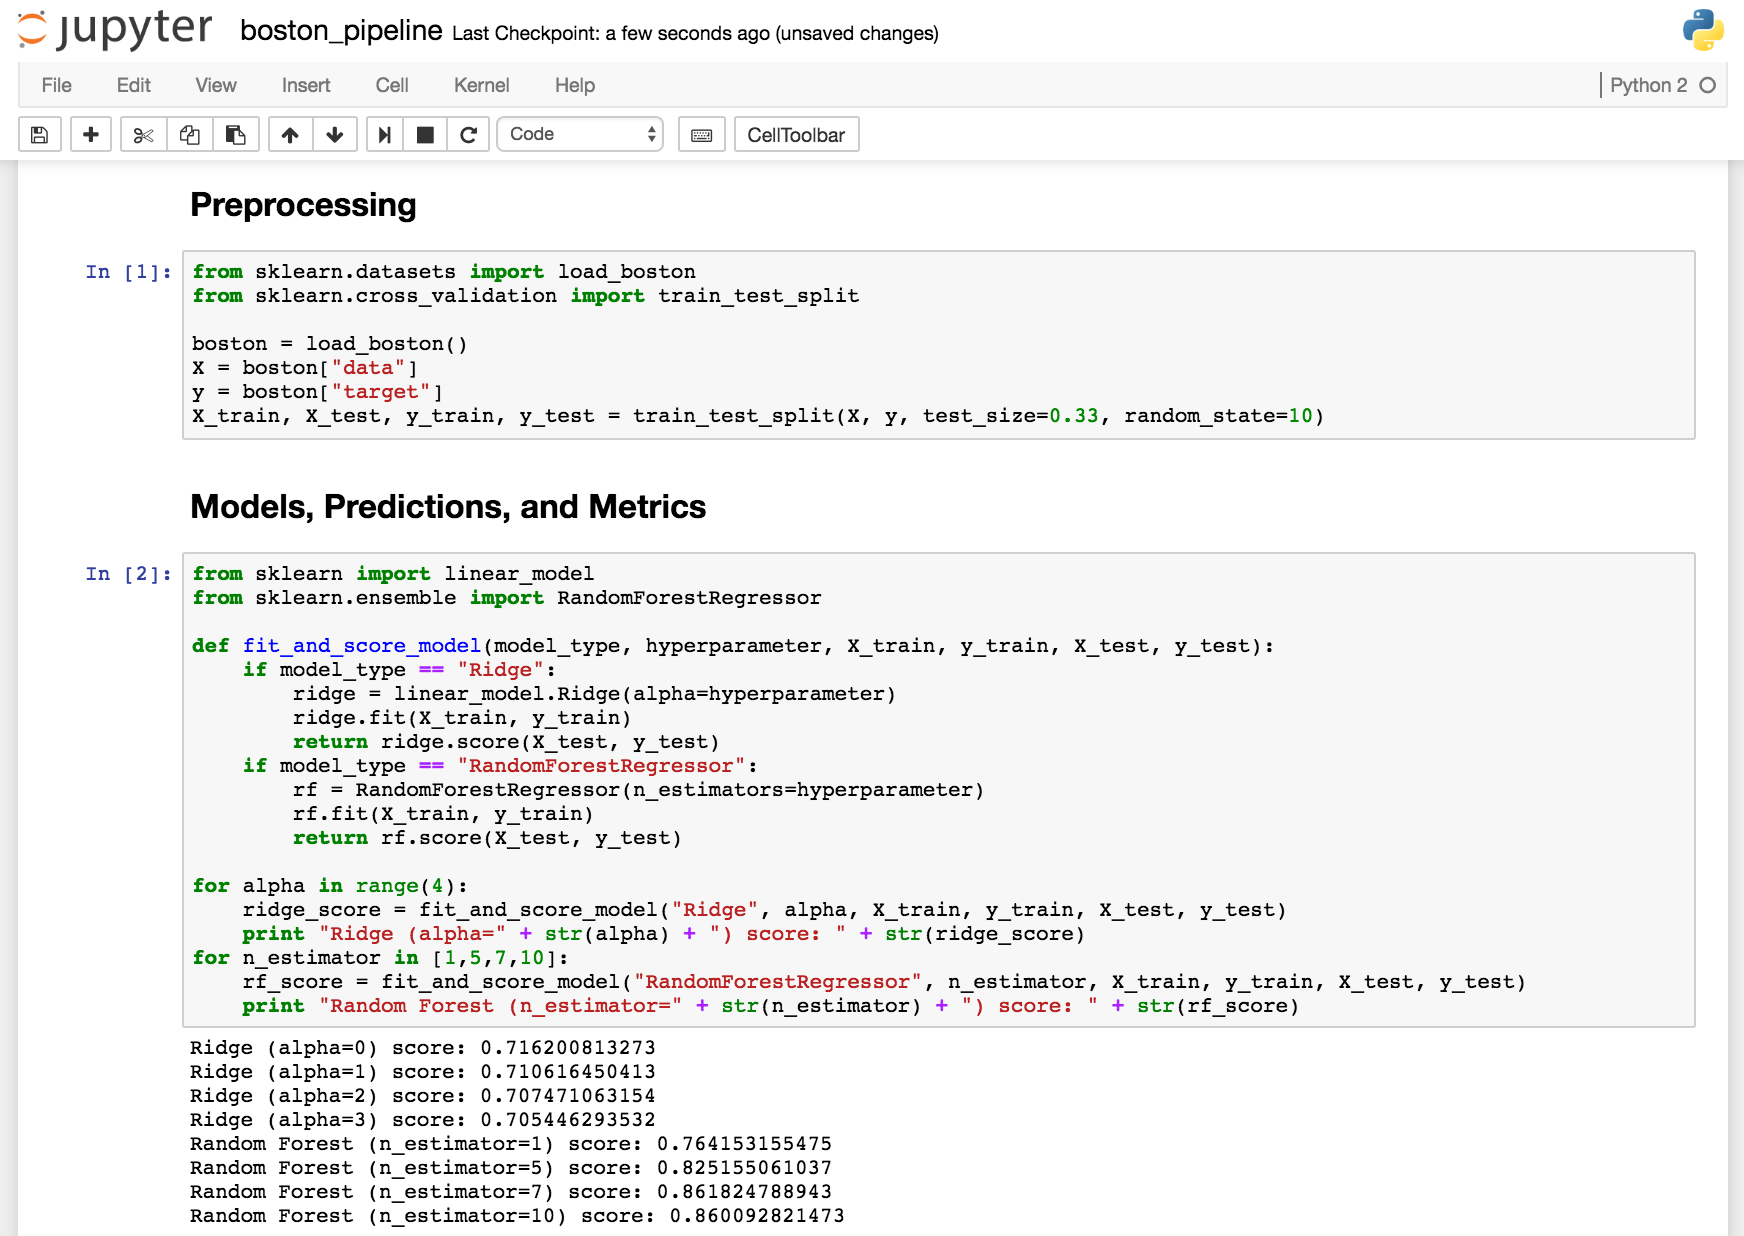 jupyter boston_pipeline Last Checkpoint: a few seconds ago (unsaved changes)
File Edit View Insert Cell Kernel Help Python 2
Code CellToolbar
Preprocessing
In [1]: from sklearn.datasets import load_boston
from sklearn.cross_validation import train_test_split
boston = load_boston()
X = boston["data"]
y = boston["target"]
X_train, X_test, y_train, y_test = train_test_split(X, y, test_size=0.33, random_state=10)
Models, Predictions, and Metrics
In [2]: from sklearn import linear_model
from sklearn.ensemble import RandomForestRegressor
def fit_and_score_model(model_type, hyperparameter, X_train, y_train, X_test, y_test):
    if model_type == "Ridge":
        ridge = linear_model.Ridge(alpha=hyperparameter)
        ridge.fit(X_train, y_train)
        return ridge.score(X_test, y_test)
    if model_type == "RandomForestRegressor":
        rf = RandomForestRegressor(n_estimators=hyperparameter)
        rf.fit(X_train, y_train)
        return rf.score(X_test, y_test)
for alpha in range(4):
    ridge_score = fit_and_score_model("Ridge", alpha, X_train, y_train, X_test, y_test)
    print "Ridge (alpha=" + str(alpha) + ") score: " + str(ridge_score)
for n_estimator in [1,5,7,10]:
    rf_score = fit_and_score_model("RandomForestRegressor", n_estimator, X_train, y_train, X_test, y_test)
    print "Random Forest (n_estimator=" + str(n_estimator) + ") score: " + str(rf_score)
Ridge (alpha=0) score: 0.716200813273
Ridge (alpha=1) score: 0.710616450413
Ridge (alpha=2) score: 0.707471063154
Ridge (alpha=3) score: 0.705446293532
Random Forest (n_estimator=1) score: 0.764153155475
Random Forest (n_estimator=5) score: 0.825155061037
Random Forest (n_estimator=7) score: 0.861824788943
Random Forest (n_estimator=10) score: 0.860092821473